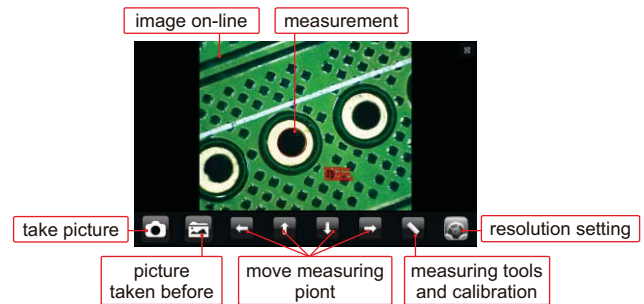 image on-line
measurement
take picture
resolution setting
picture
taken before
move measuring
piont
measuring tools
and calibration